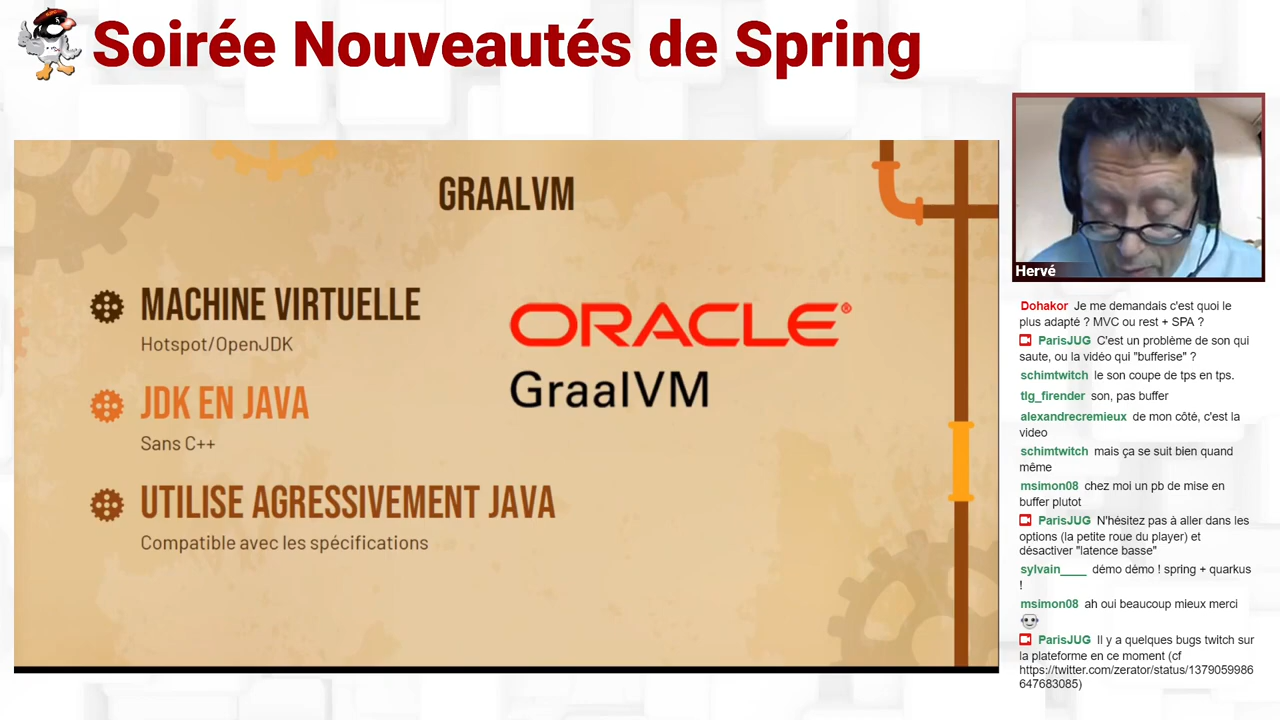 Soirée Nouveautés de Spring
GRAALVM
MACHINE VIRTUELLE
Hotspot/OpenJDK
JDK EN JAVA
Sans C++
UTILISE AGRESSIVEMENT JAVA
Compatible avec les spécifications
ORACLE®
GraalVM
Hervé
Dohakor Je me demandais c'est quoi le
plus adapté ? MVC ou rest + SPA ?
ParisJUG C'est un problème de son qui
saute, ou la vidéo qui "bufferise" ?
schimtwitch le son coupe de tps en tps.
tlg_firender son, pas buffer
alexandrecremieux de mon côté, c'est la
video
schimtwitch mais ça se suit bien quand
même
msimon08 chez moi un pb de mise en
buffer plutot
ParisJUG N'hésitez pas à aller dans les
options (la petite roue du player) et
désactiver "latence basse"
sylvain____ démo dèmo ! spring + quarkus
!
msimon08 ah oui beaucoup mieux merci
ParisJUG Il y a quelques bugs twitch sur
la plateforme en ce moment (cf
https://twitter.com/zerator/status/1379059986
647683085)